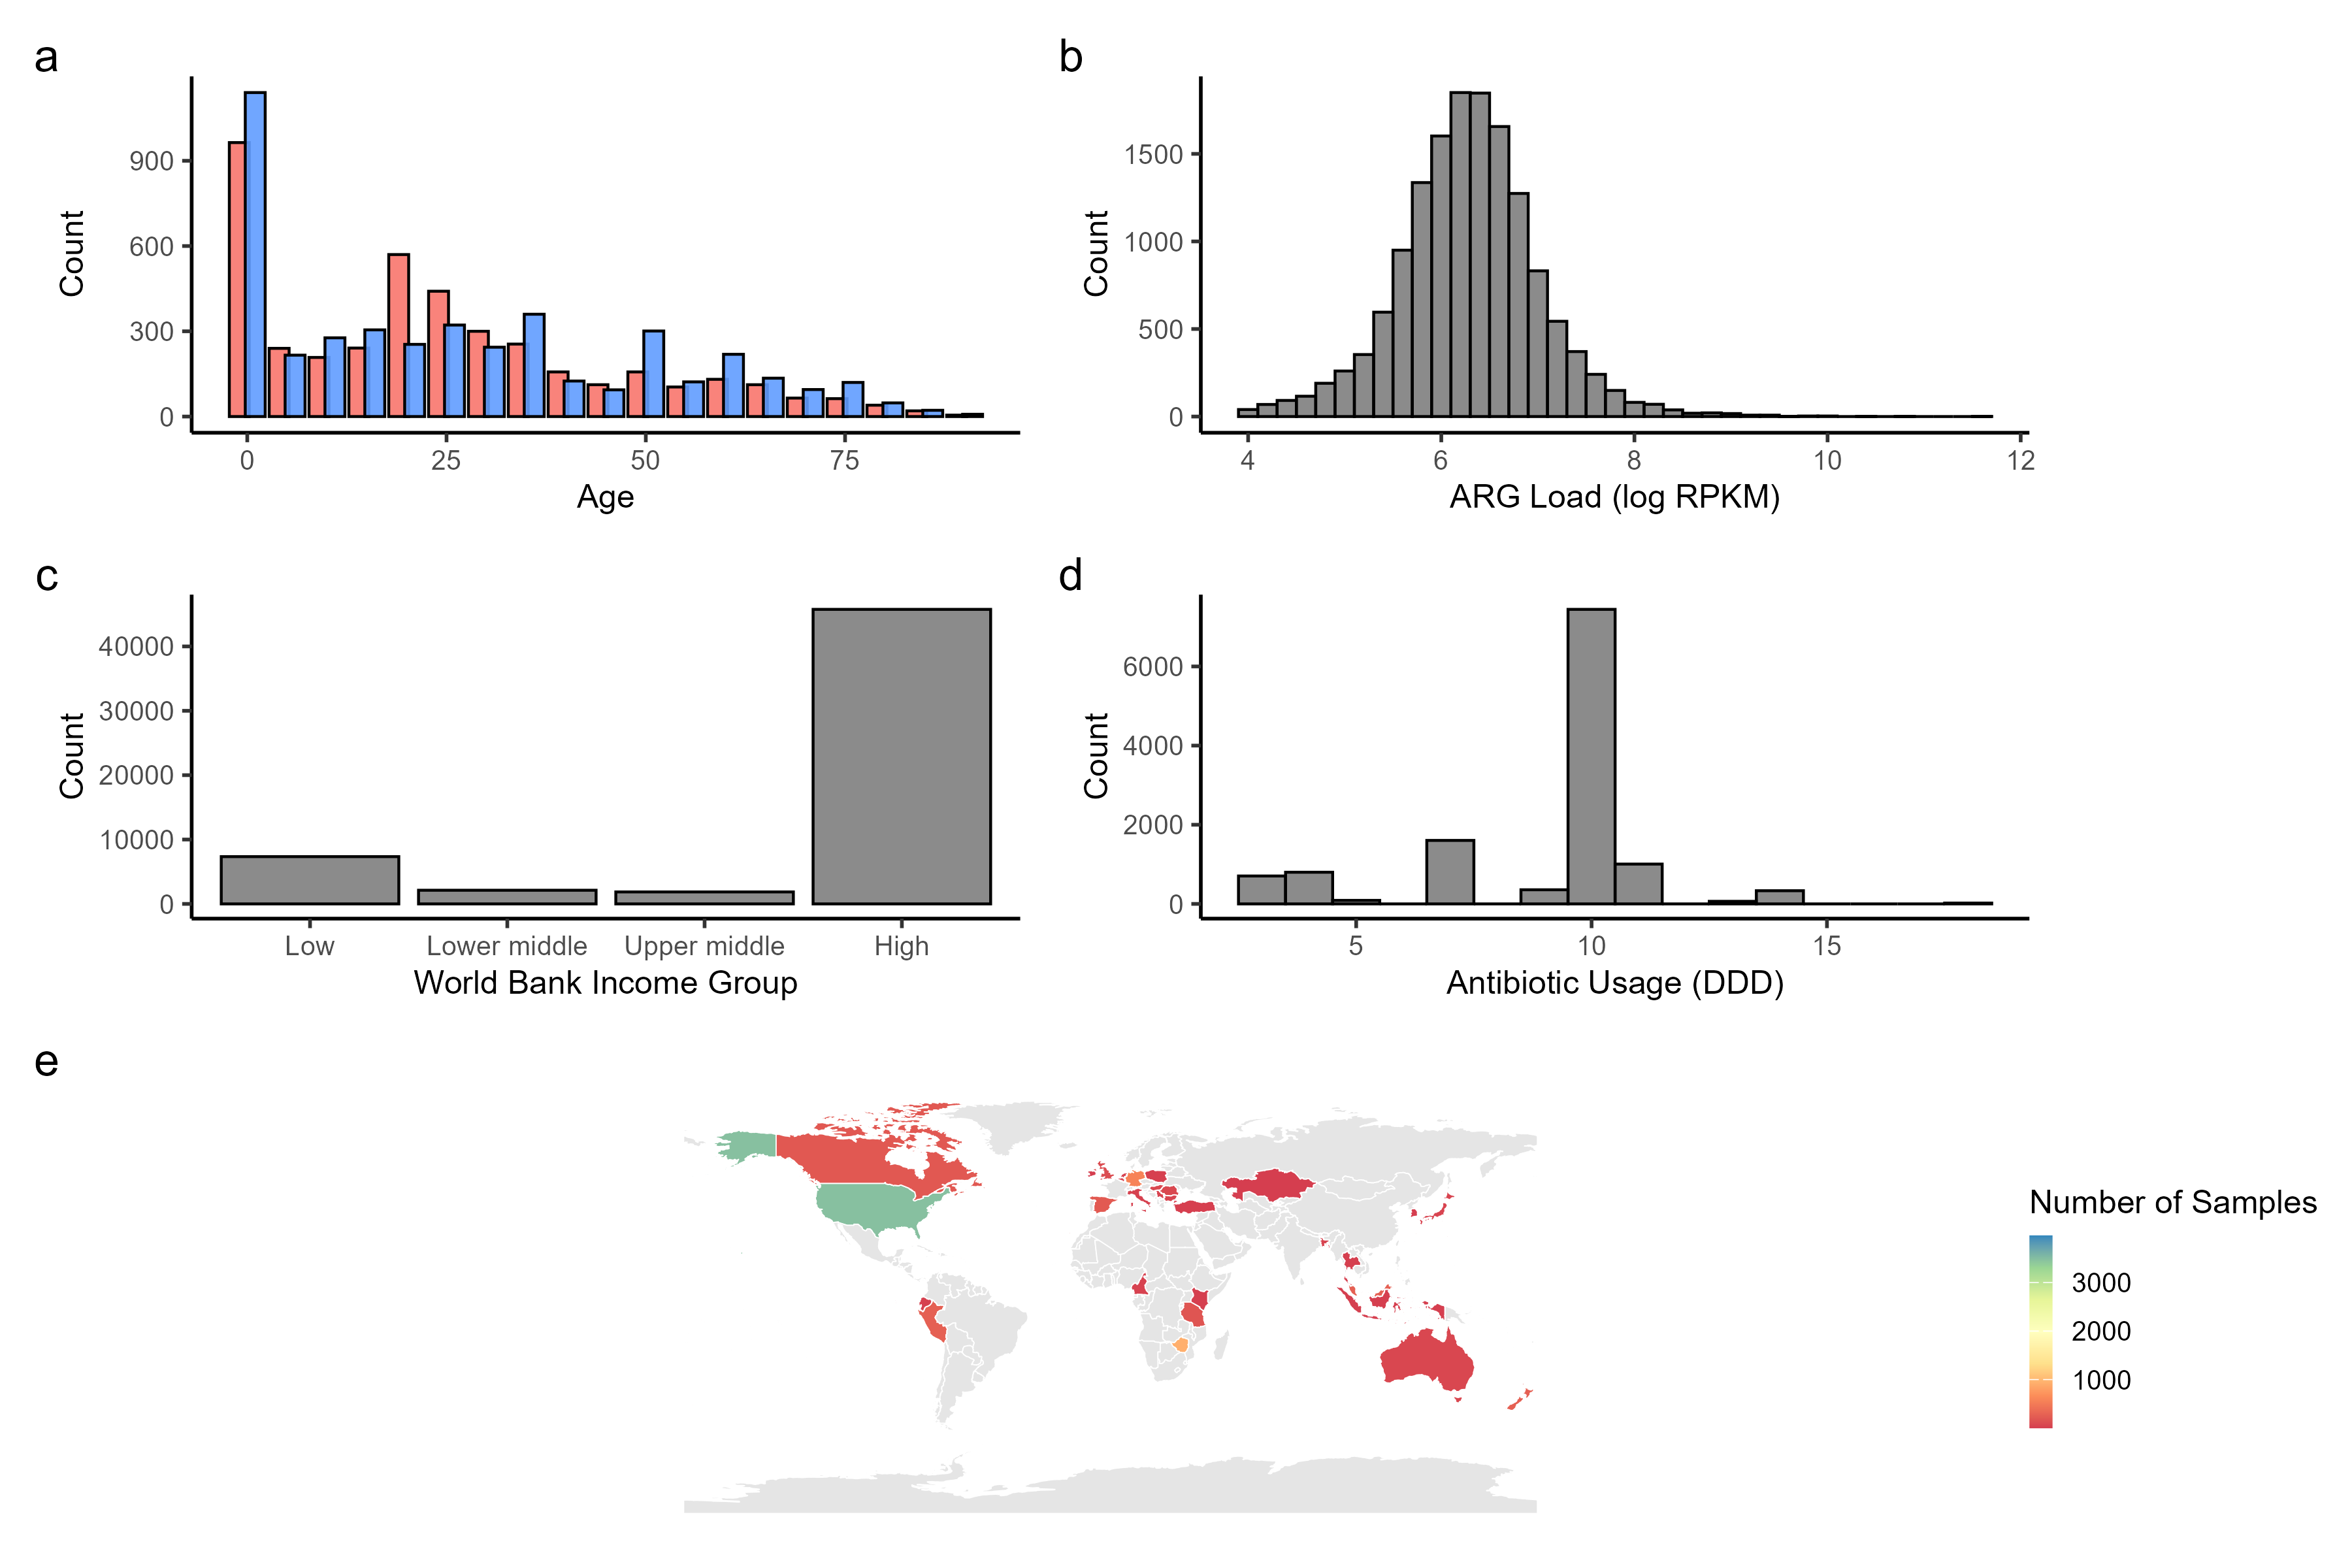 a
900
600
300
0
Count
0 25 50 75
Age
b
1500
1000
500
0
Count
4 6 8 10 12
ARG Load (log RPKM)
c
40000
30000
20000
10000
0
Count
Low Lower middle Upper middle High
World Bank Income Group
d
6000
4000
2000
0
Count
5 10 15
Antibiotic Usage (DDD)
e
Number of Samples
3000
2000
1000